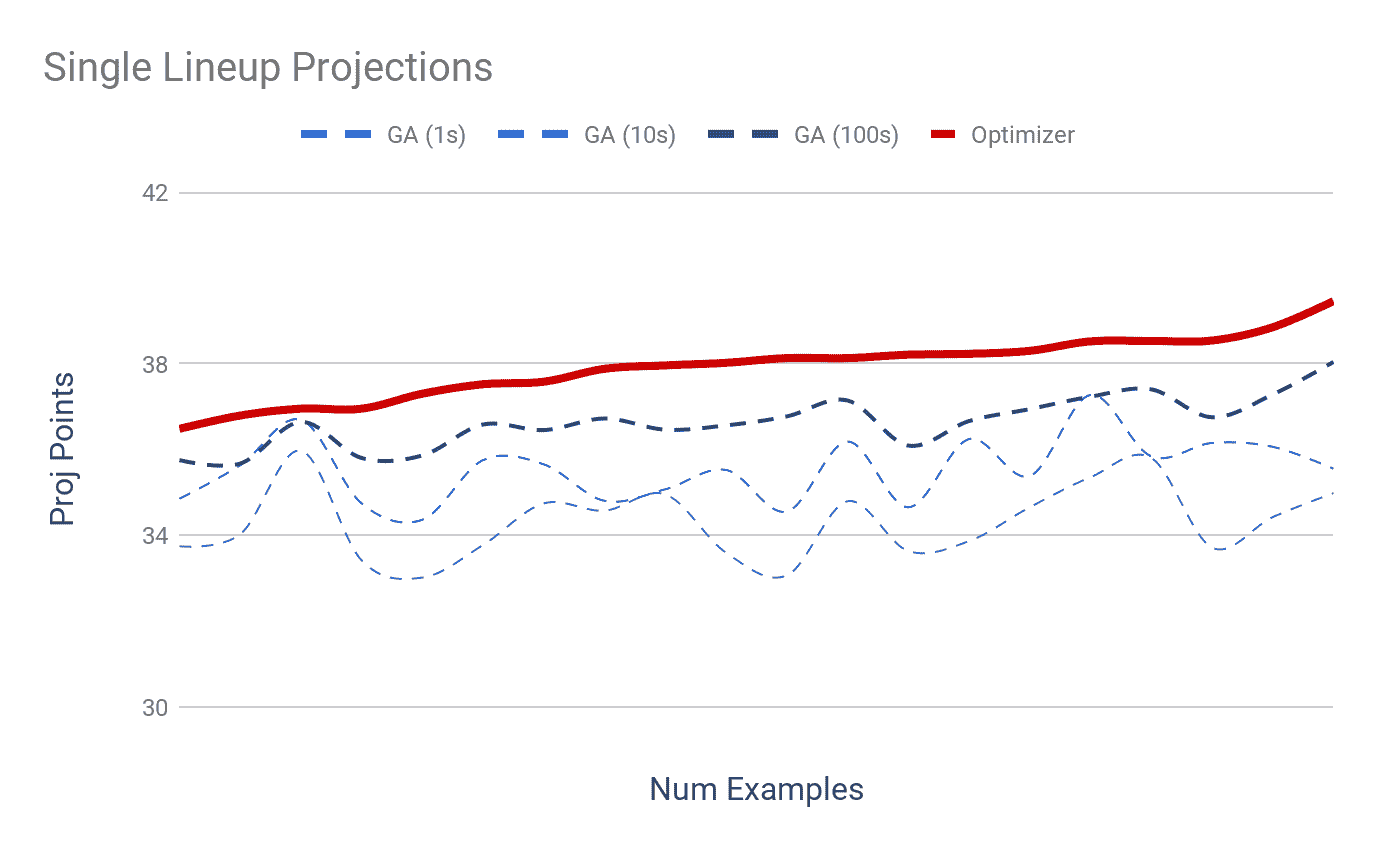 Single Lineup Projections
GA (1s) GA (10s) GA (100s) Optimizer
42
38
34
30
Proj Points
Num Examples